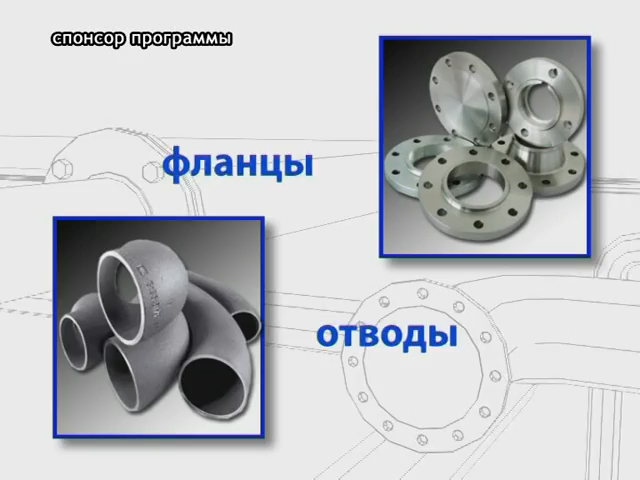 спонсор программы
фланцы
отводы